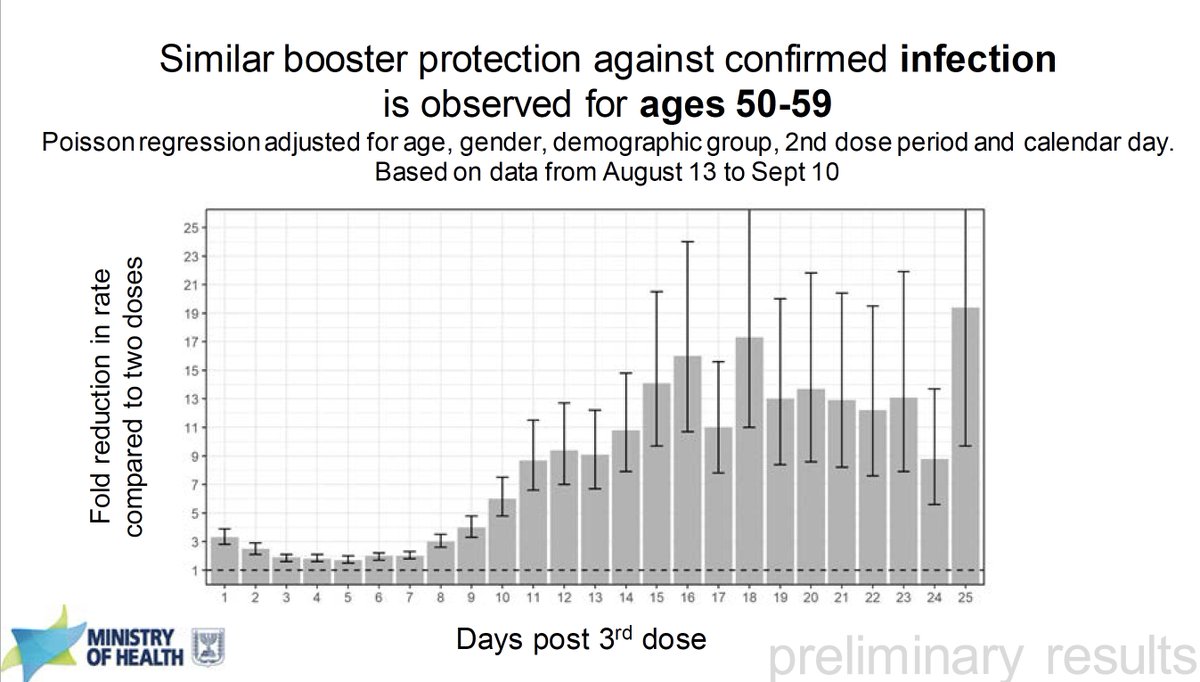 Similar booster protection against confirmed infection
is observed for ages 50-59
Poisson regression adjusted for age, gender, demographic group, 2nd dose period and calendar day.
Based on data from August 13 to Sept 10
Fold reduction in rate
compared to two doses
25
23
21
19
17
15
13
11
9
7
5
3
1
1 2 3 4 5 6 7 8 9 10 11 12 13 14 15 16 17 18 19 20 21 22 23 24 25
Days post 3rd dose
MINISTRY
OF HEALTH
preliminary results